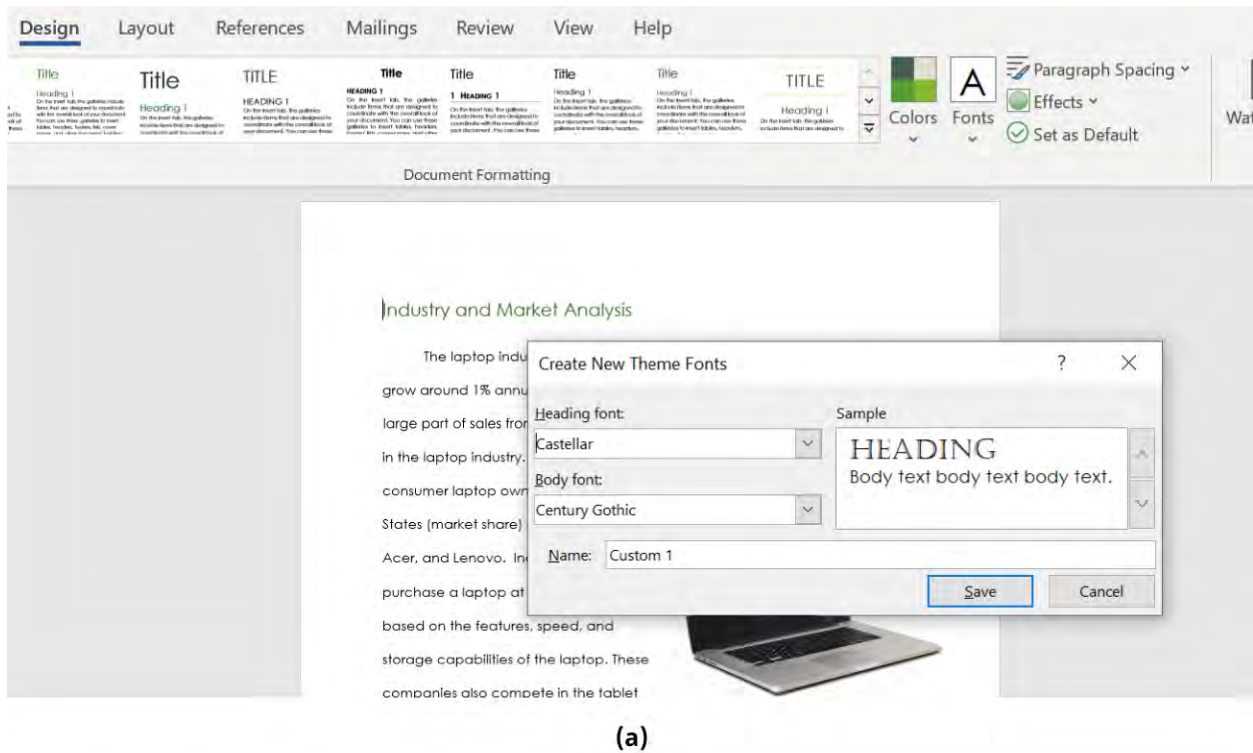 Design Layout References Mailings Review View Help
Title Title TITLE Title Title Title Title TITLE
Heading 1 Heading 1 HEADING 1 HEADING 1 1 HEADING 1 Heading 1 Heading 1 Heading 1
Colors Fonts
Paragraph Spacing
Effects
Set as Default
Wat
Document Formatting
Industry and Market Analysis
The laptop indu
grow around 1% annu
large part of sales from
in the laptop industry.
consumer laptop own
States (market share)
Acer, and Lenovo. In
purchase a laptop at
based on the features, speed, and
storage capabilities of the laptop. These
companies also compete in the tablet
Create New Theme Fonts ? ×
Heading font:
Castellar
Body font:
Century Gothic
Sample
HEADING
Body text body text body text.
Name: Custom 1
Save Cancel
(a)